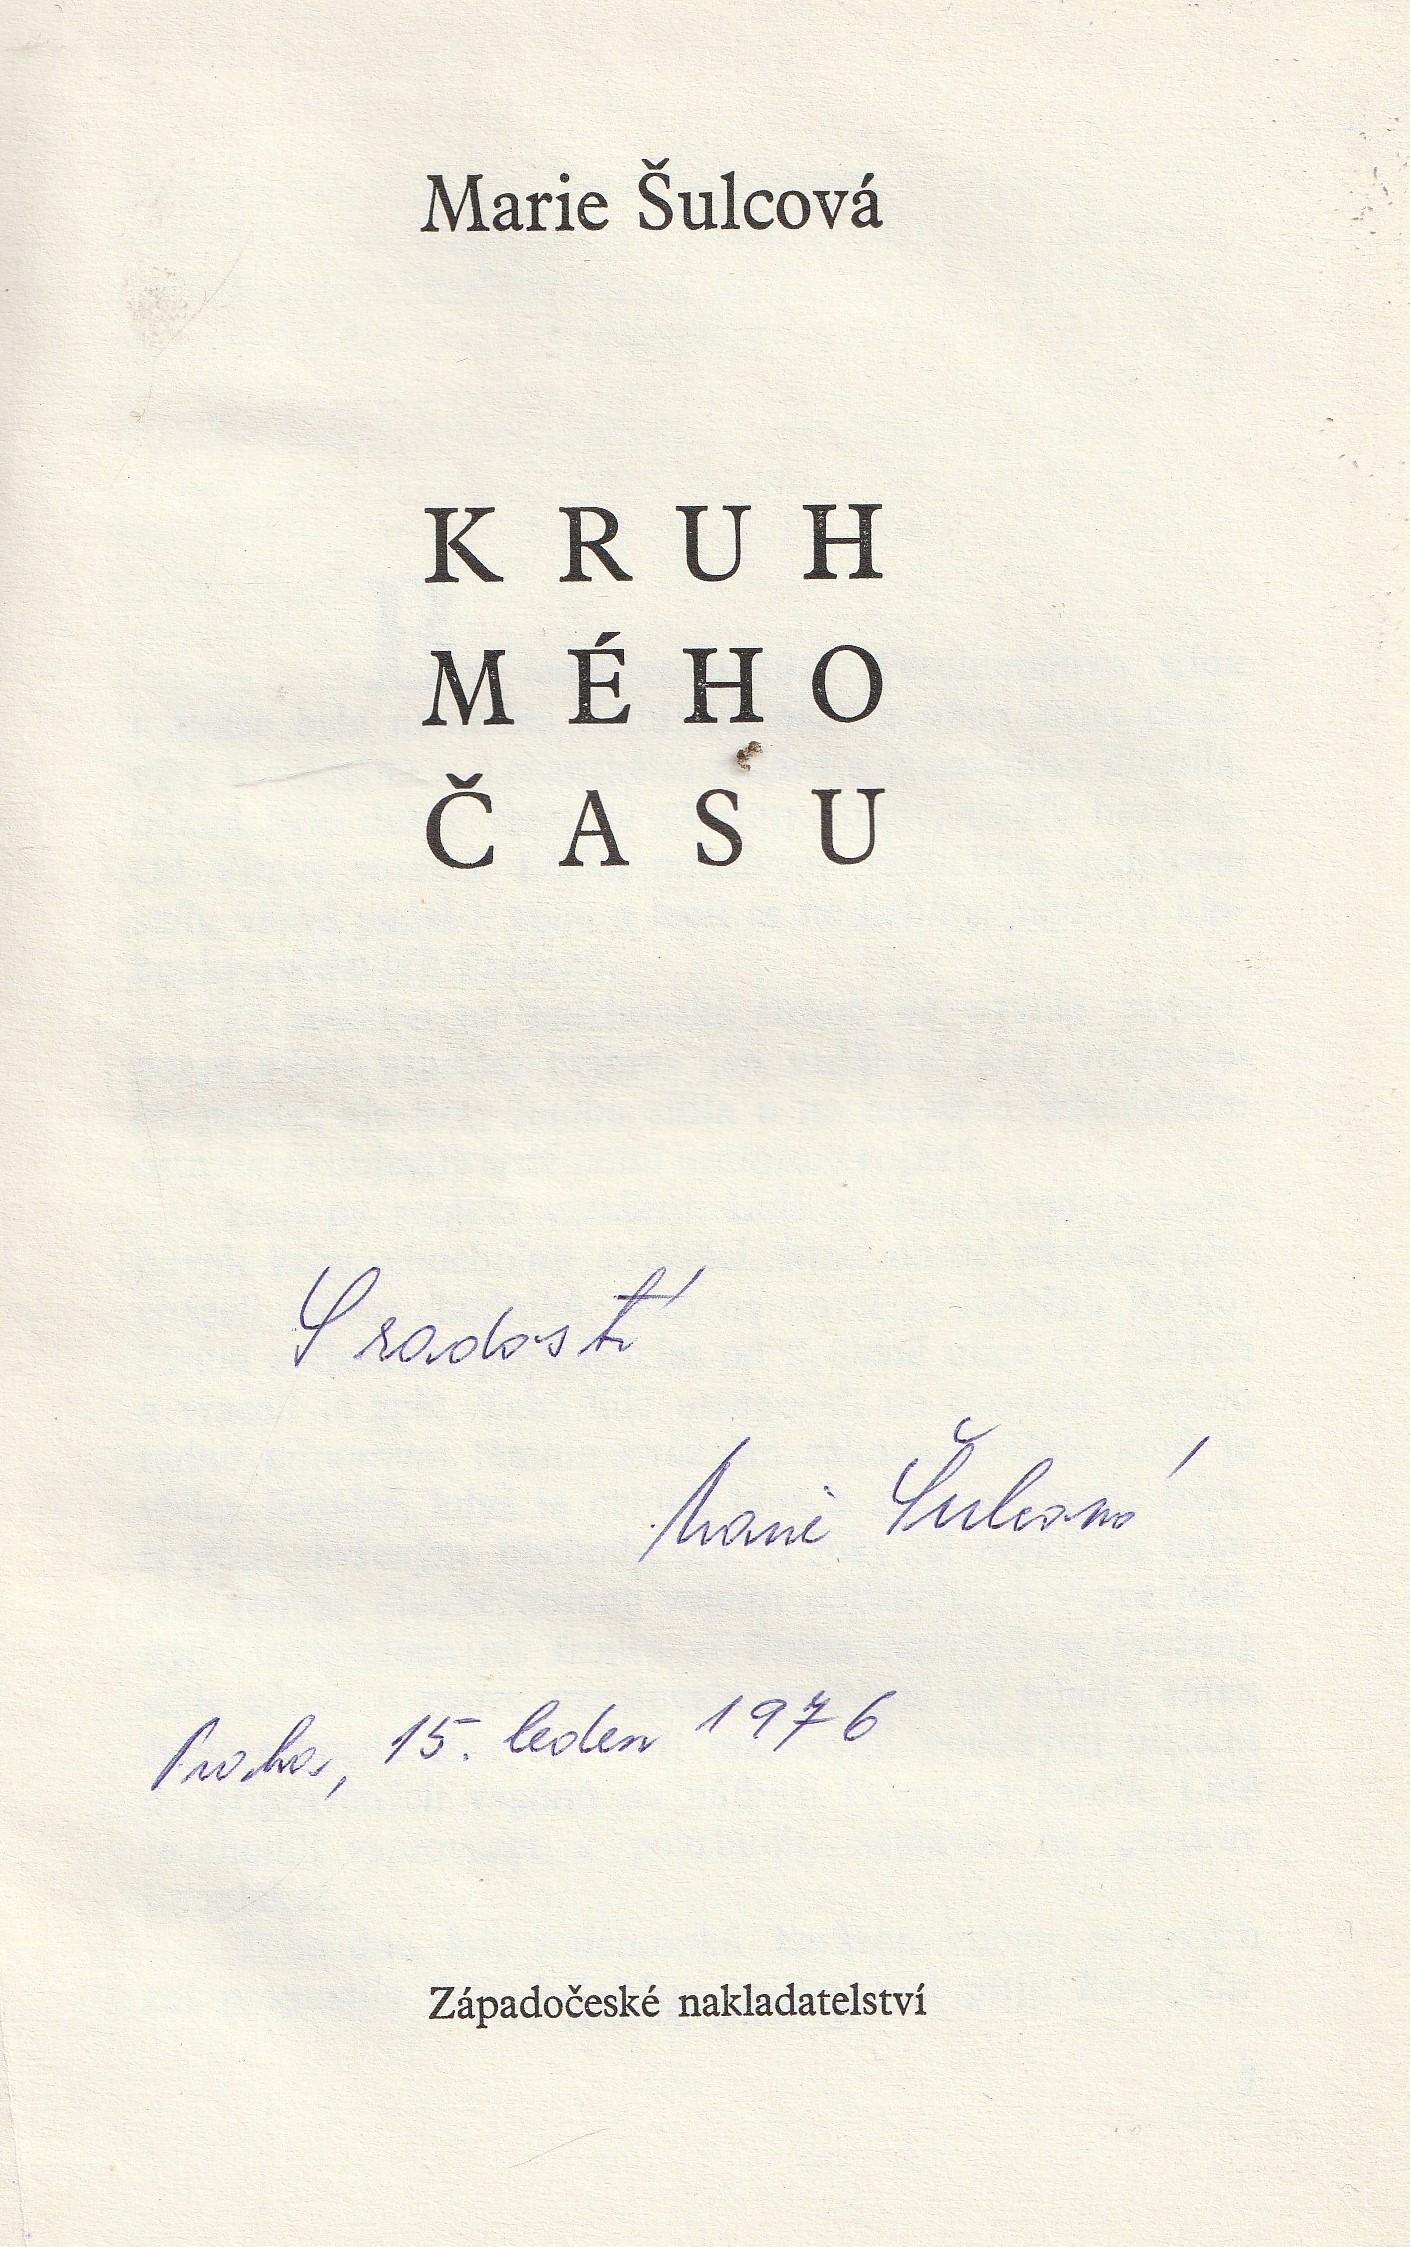 Marie Šulcová
KRUH
MÉHO
ČASU
S radostí
Marie Šulcová
Praha, 15. leden 1976
Západočeské nakladatelství